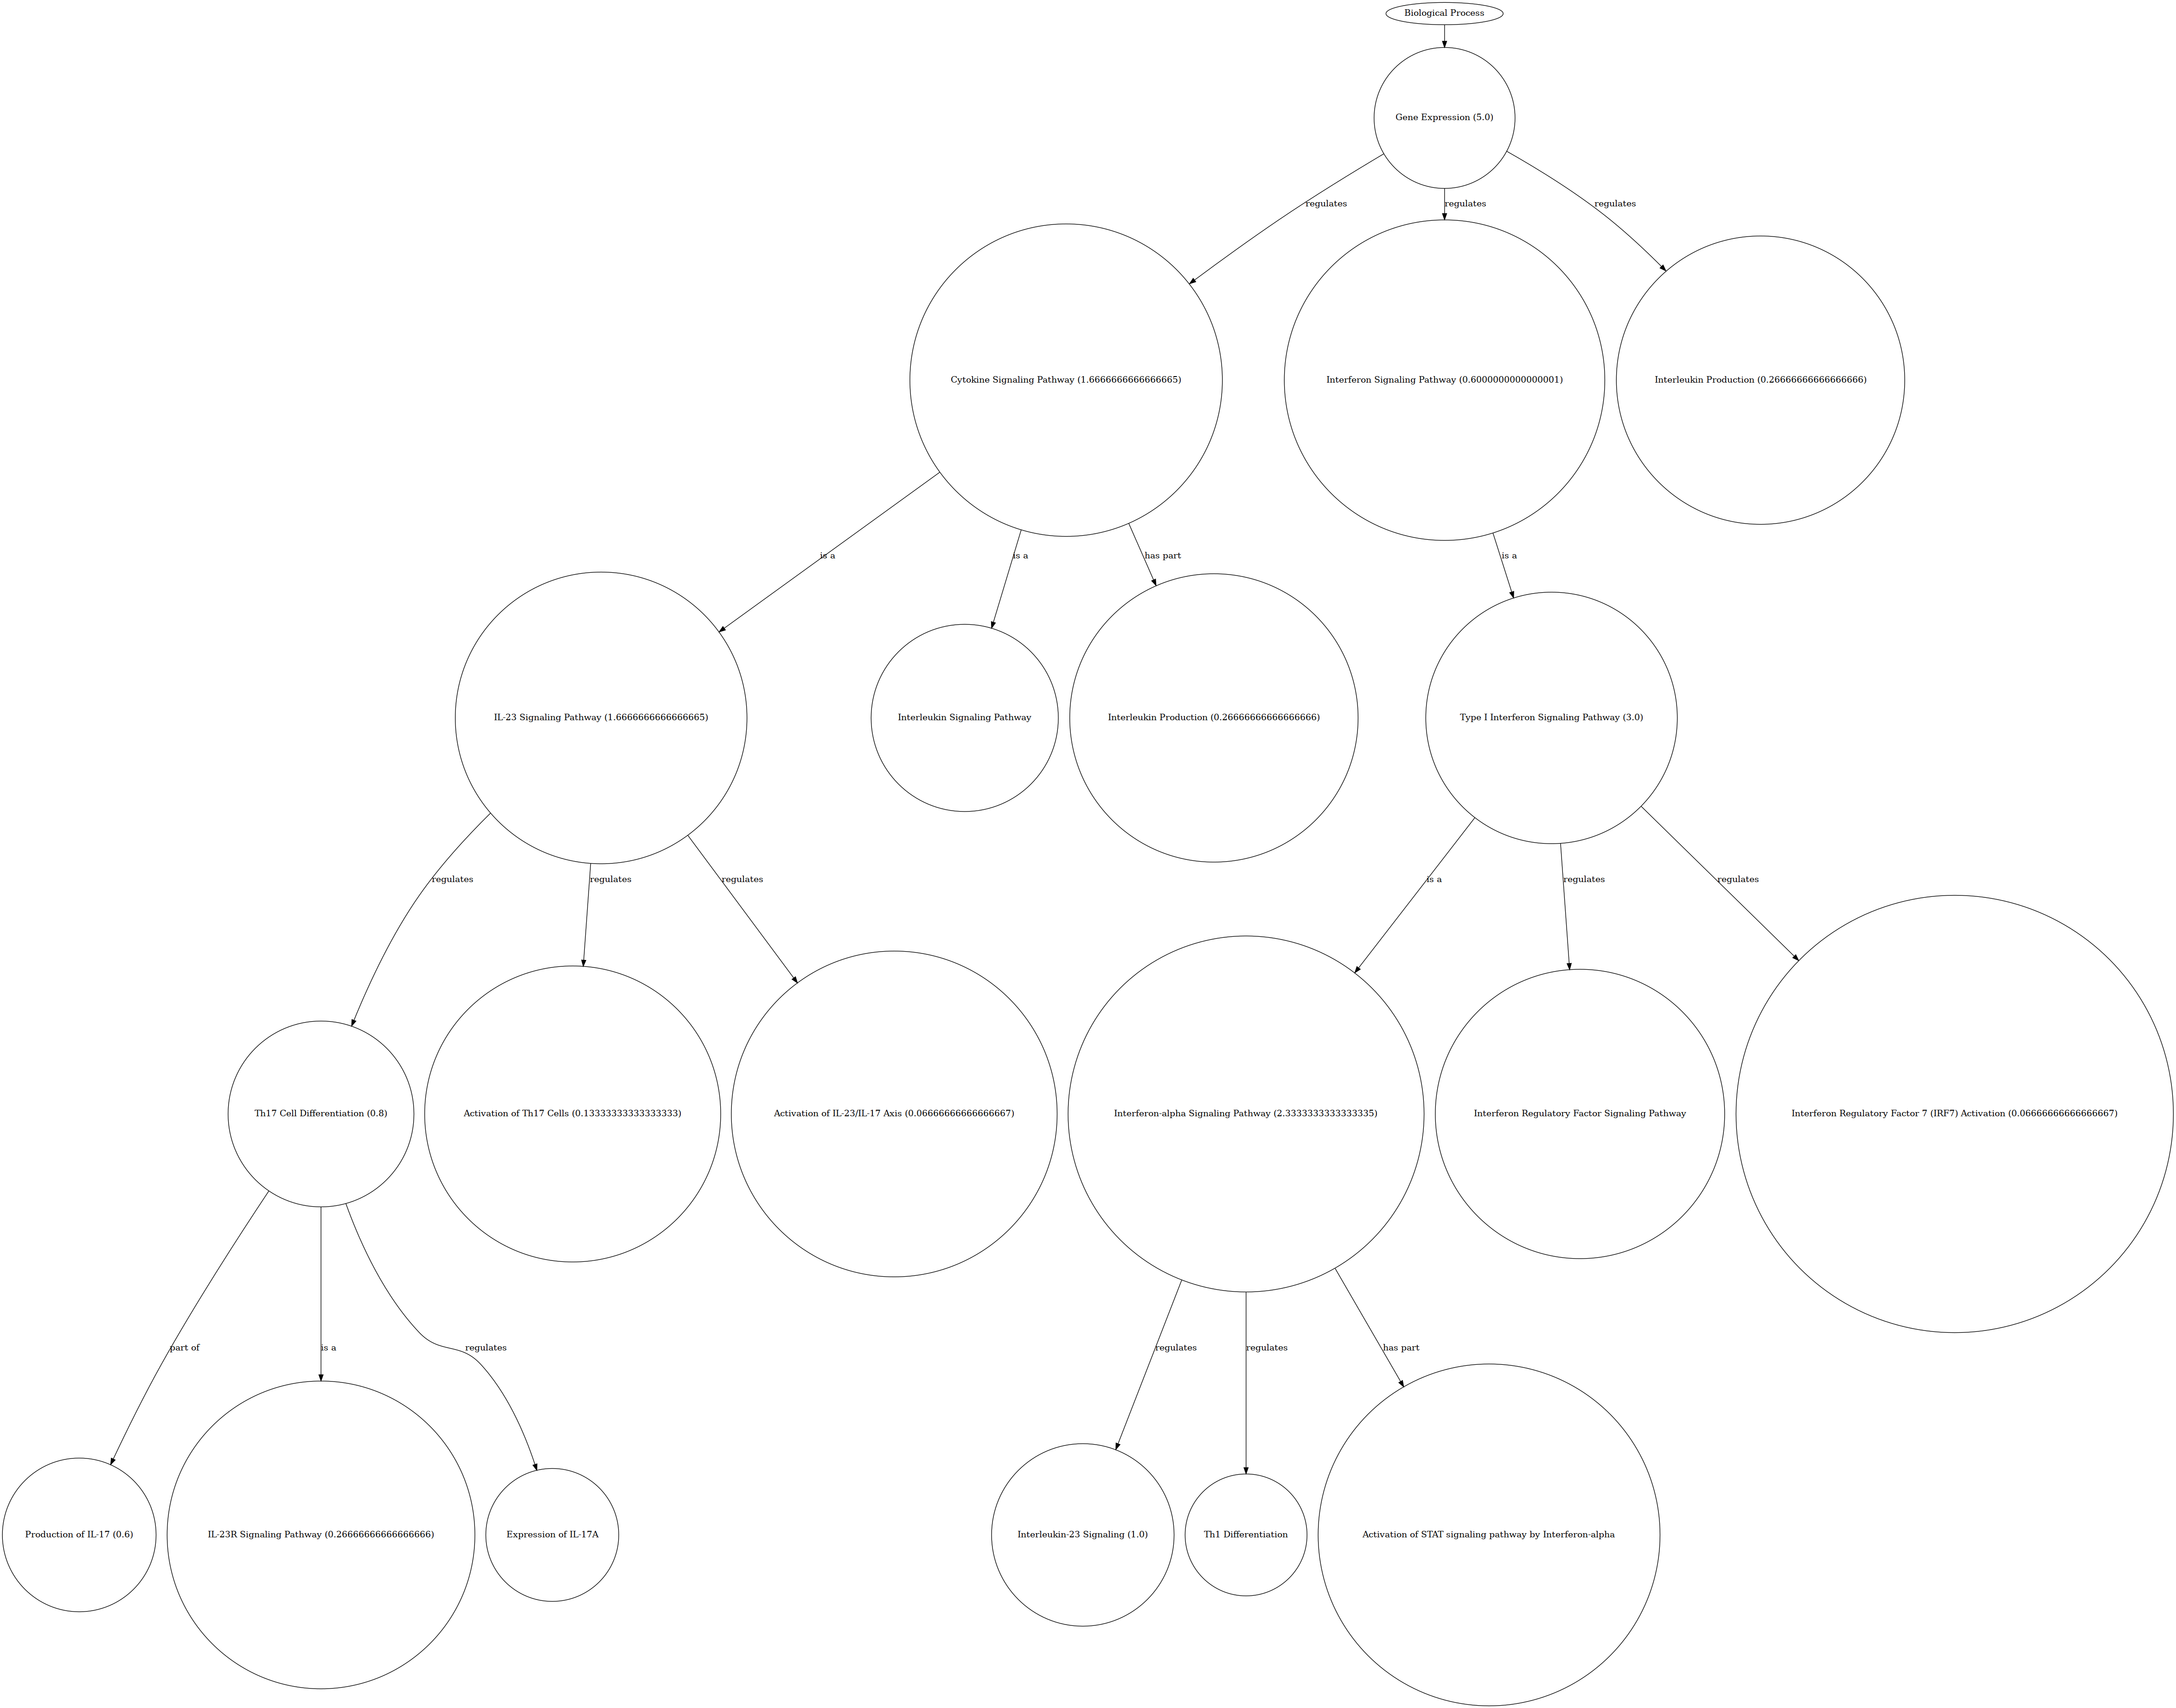 Biological Process
Gene Expression (5.0)
regulates
regulates
regulates
Cytokine Signaling Pathway (1.6666666666666665)
Interferon Signaling Pathway (0.6000000000000001)
Interleukin Production (0.26666666666666666)
is a
is a
has part
is a
IL-23 Signaling Pathway (1.6666666666666665)
Interleukin Signaling Pathway
Interleukin Production (0.26666666666666666)
Type I Interferon Signaling Pathway (3.0)
regulates
regulates
regulates
is a
regulates
regulates
Th17 Cell Differentiation (0.8)
Activation of Th17 Cells (0.13333333333333333)
Activation of IL-23/IL-17 Axis (0.06666666666666667)
Interferon-alpha Signaling Pathway (2.3333333333333335)
Interferon Regulatory Factor Signaling Pathway
Interferon Regulatory Factor 7 (IRF7) Activation (0.06666666666666667)
part of
is a
regulates
regulates
regulates
has part
Production of IL-17 (0.6)
IL-23R Signaling Pathway (0.26666666666666666)
Expression of IL-17A
Interleukin-23 Signaling (1.0)
Th1 Differentiation
Activation of STAT signaling pathway by Interferon-alpha